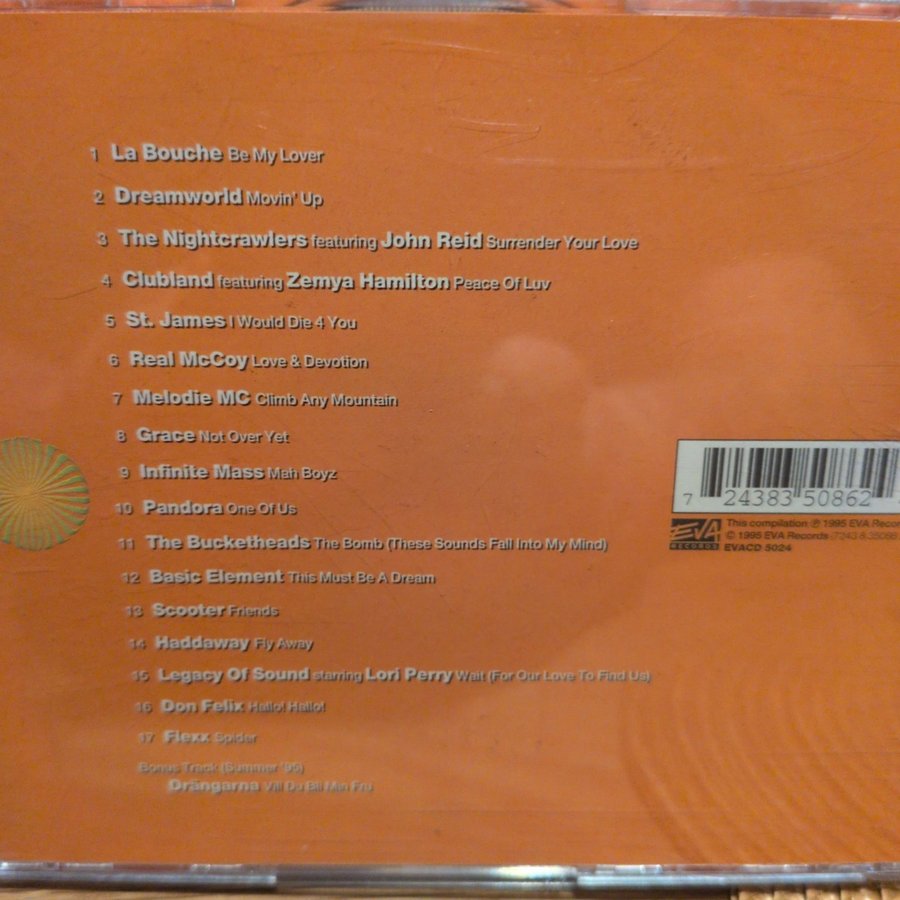 1 La Bouche Be My Lover
2 Dreamworld Movin' Up
3 The Nightcrawlers featuring John Reid Surrender Your Love
4 Clubland featuring Zemya Hamilton Peace Of Luv
5 St. James I Would Die 4 You
6 Real McCoy Love & Devotion
7 Melodie MC Climb Any Mountain
8 Grace Not Over Yet
9 Infinite Mass Mah Boyz
10 Pandora One Of Us
11 The Bucketheads The Bomb (These Sounds Fall Into My Mind)
12 Basic Element This Must Be A Dream
13 Scooter Friends
14 Haddaway Fly Away
15 Legacy Of Sound starring Lori Perry Wait (For Our Love To Find Us)
16 Don Felix Hallo! Hallo!
17 Flexx Spider
Bonus Track (Summer '95)
Drängarna Vill Du Bli Min Fru
7 24383 50862
EVA RECORDS
This compilation ℗ 1995 EVA Recor
© 1995 EVA Records
EVACD 5024